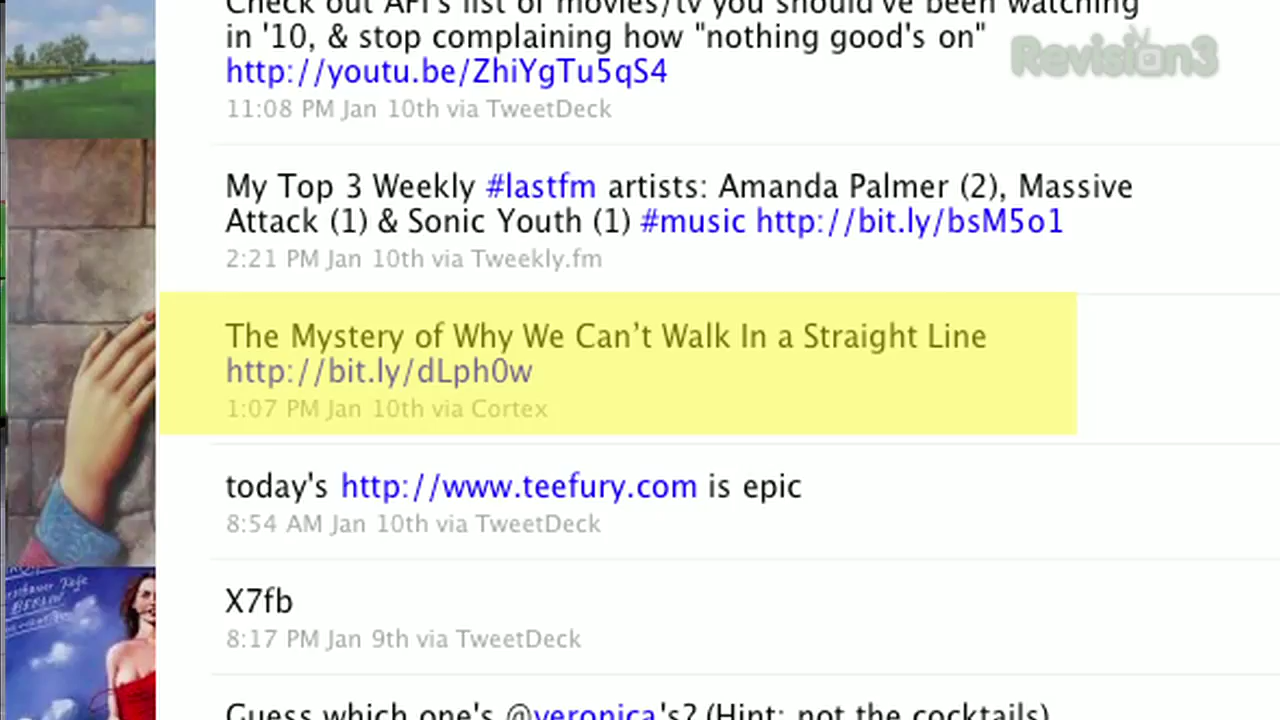 Check out AFI's list of movies/tv you should've been watching
in '10, & stop complaining how "nothing good's on"
http://youtu.be/ZhiYgTu5qS4
11:08 PM Jan 10th via TweetDeck
My Top 3 Weekly #lastfm artists: Amanda Palmer (2), Massive
Attack (1) & Sonic Youth (1) #music http://bit.ly/bsM5o1
2:21 PM Jan 10th via Tweekly.fm
The Mystery of Why We Can’t Walk In a Straight Line
http://bit.ly/dLph0w
1:07 PM Jan 10th via Cortex
today's http://www.teefury.com is epic
8:54 AM Jan 10th via TweetDeck
X7fb
8:17 PM Jan 9th via TweetDeck
Guess which one's @veronica's? (Hint: not the cocktails)
Revision3
BERLIN